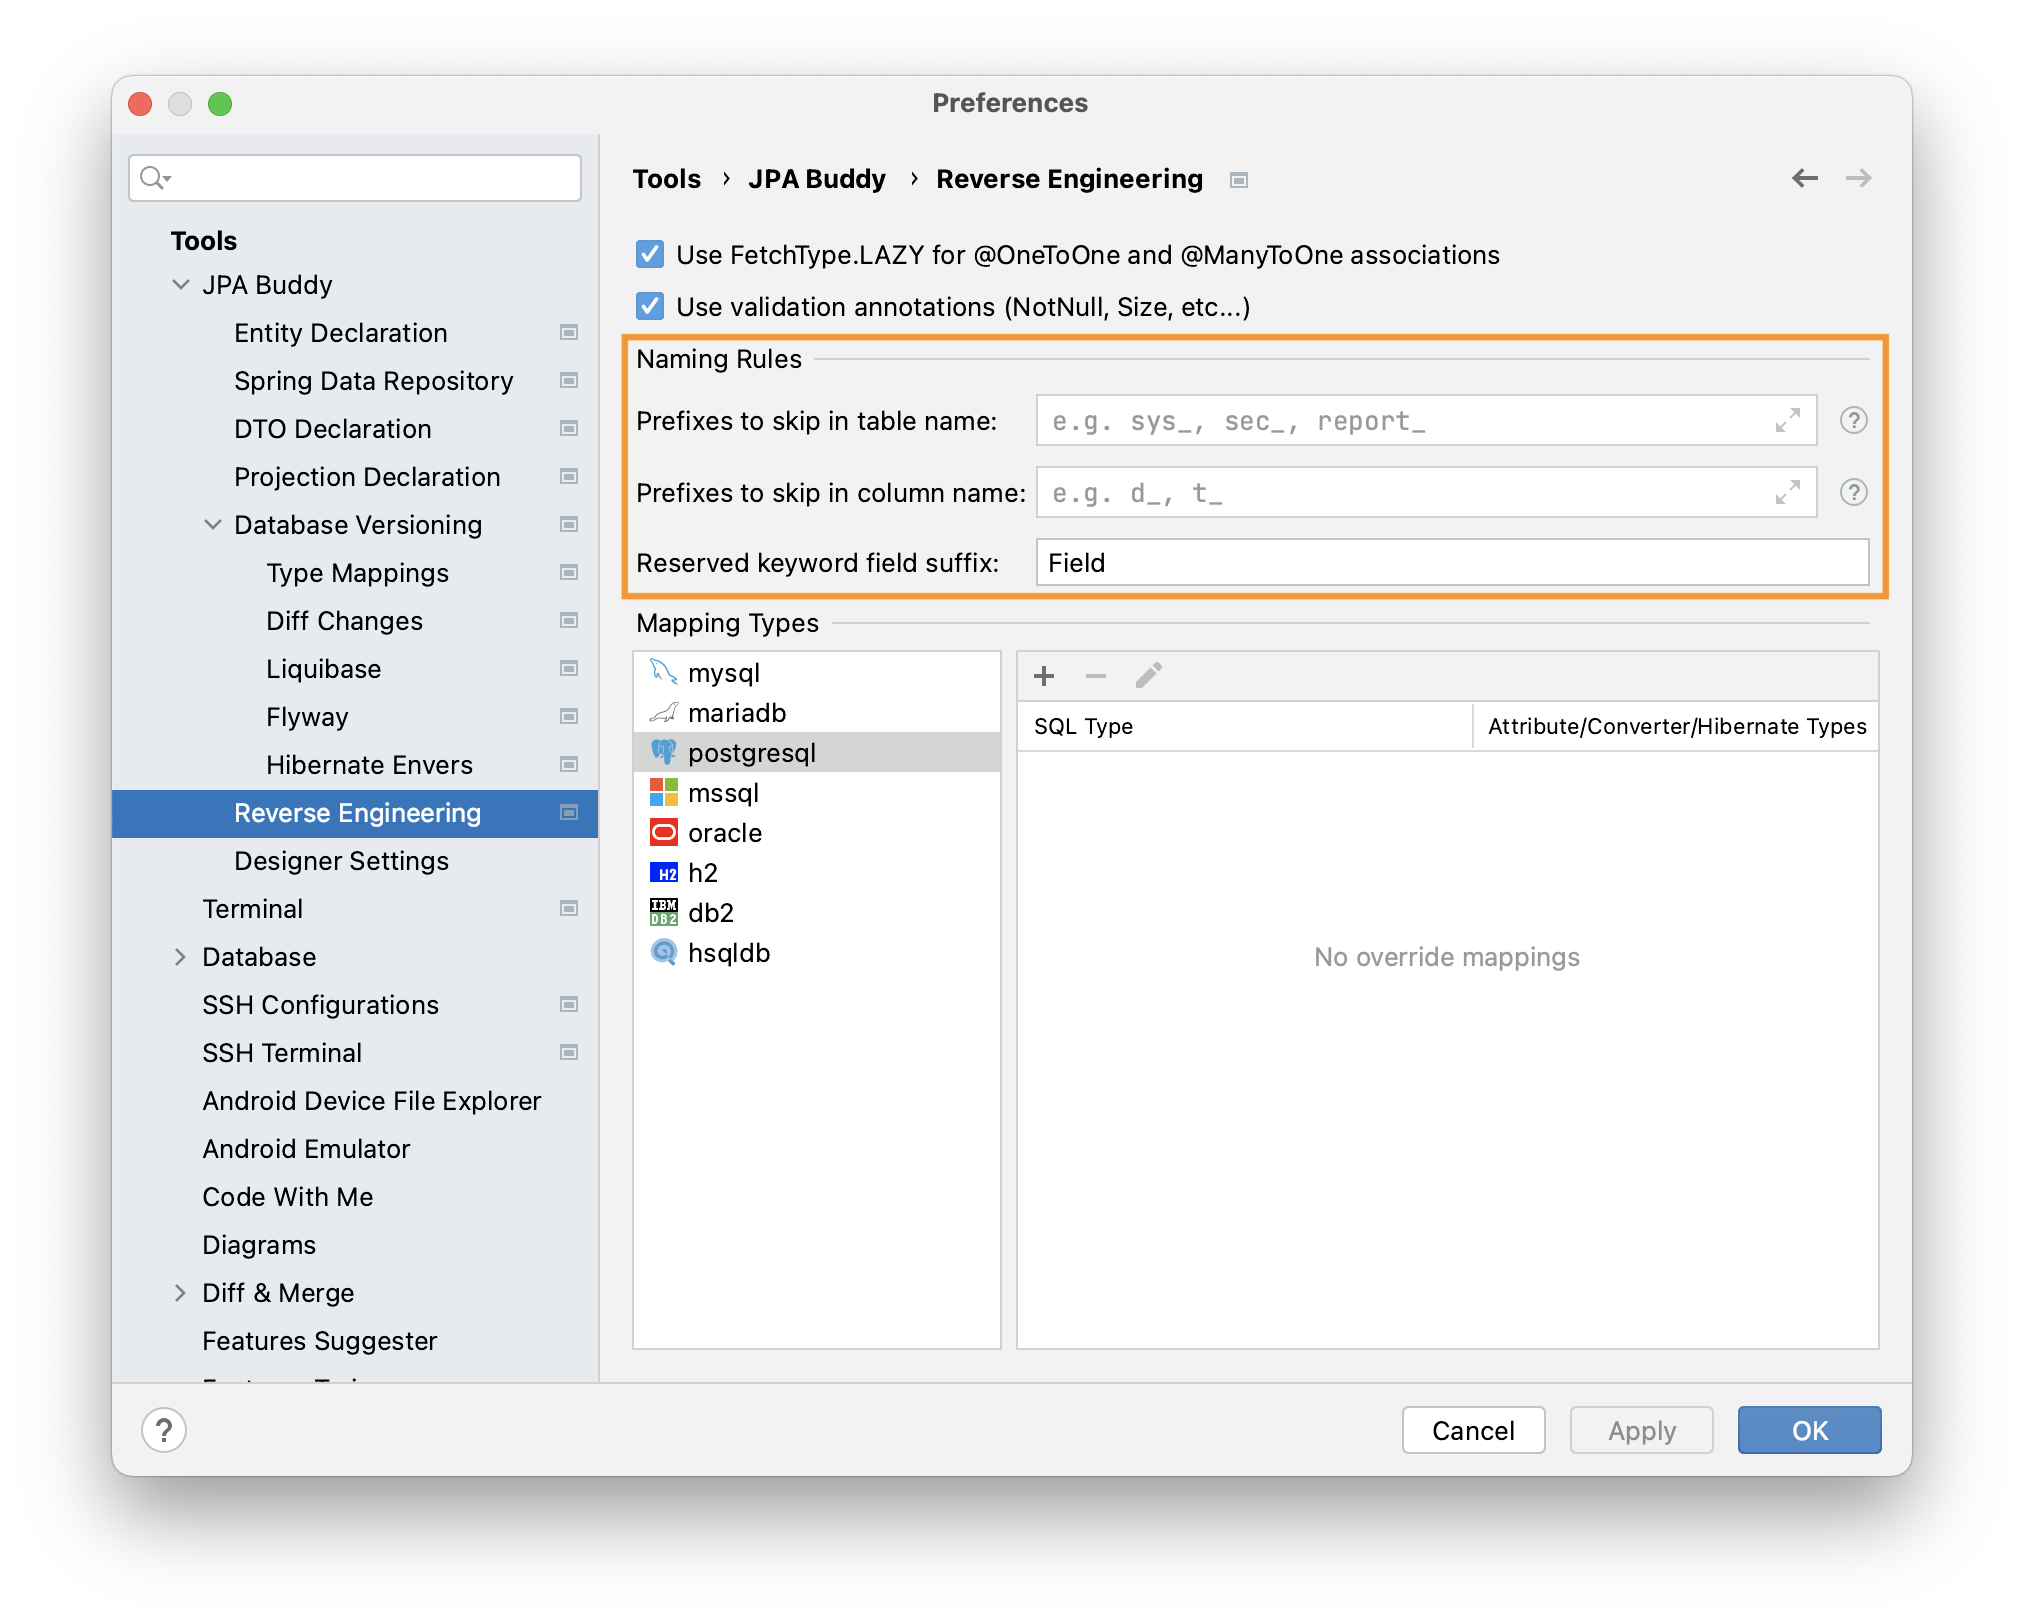 Preferences
Tools
JPA Buddy
Entity Declaration
Spring Data Repository
DTO Declaration
Projection Declaration
Database Versioning
Type Mappings
Diff Changes
Liquibase
Flyway
Hibernate Envers
Reverse Engineering
Designer Settings
Terminal
Database
SSH Configurations
SSH Terminal
Android Device File Explorer
Android Emulator
Code With Me
Diagrams
Diff & Merge
Features Suggester
Tools › JPA Buddy › Reverse Engineering
Use FetchType.LAZY for @OneToOne and @ManyToOne associations
Use validation annotations (NotNull, Size, etc...)
Naming Rules
Prefixes to skip in table name: e.g. sys_, sec_, report_ ?
Prefixes to skip in column name: e.g. d_, t_ ?
Reserved keyword field suffix: Field
Mapping Types
mysql
mariadb
postgresql
mssql
oracle
H2 h2
IBM DB2 db2
hsqldb
SQL Type Attribute/Converter/Hibernate Types
No override mappings
? Cancel Apply OK